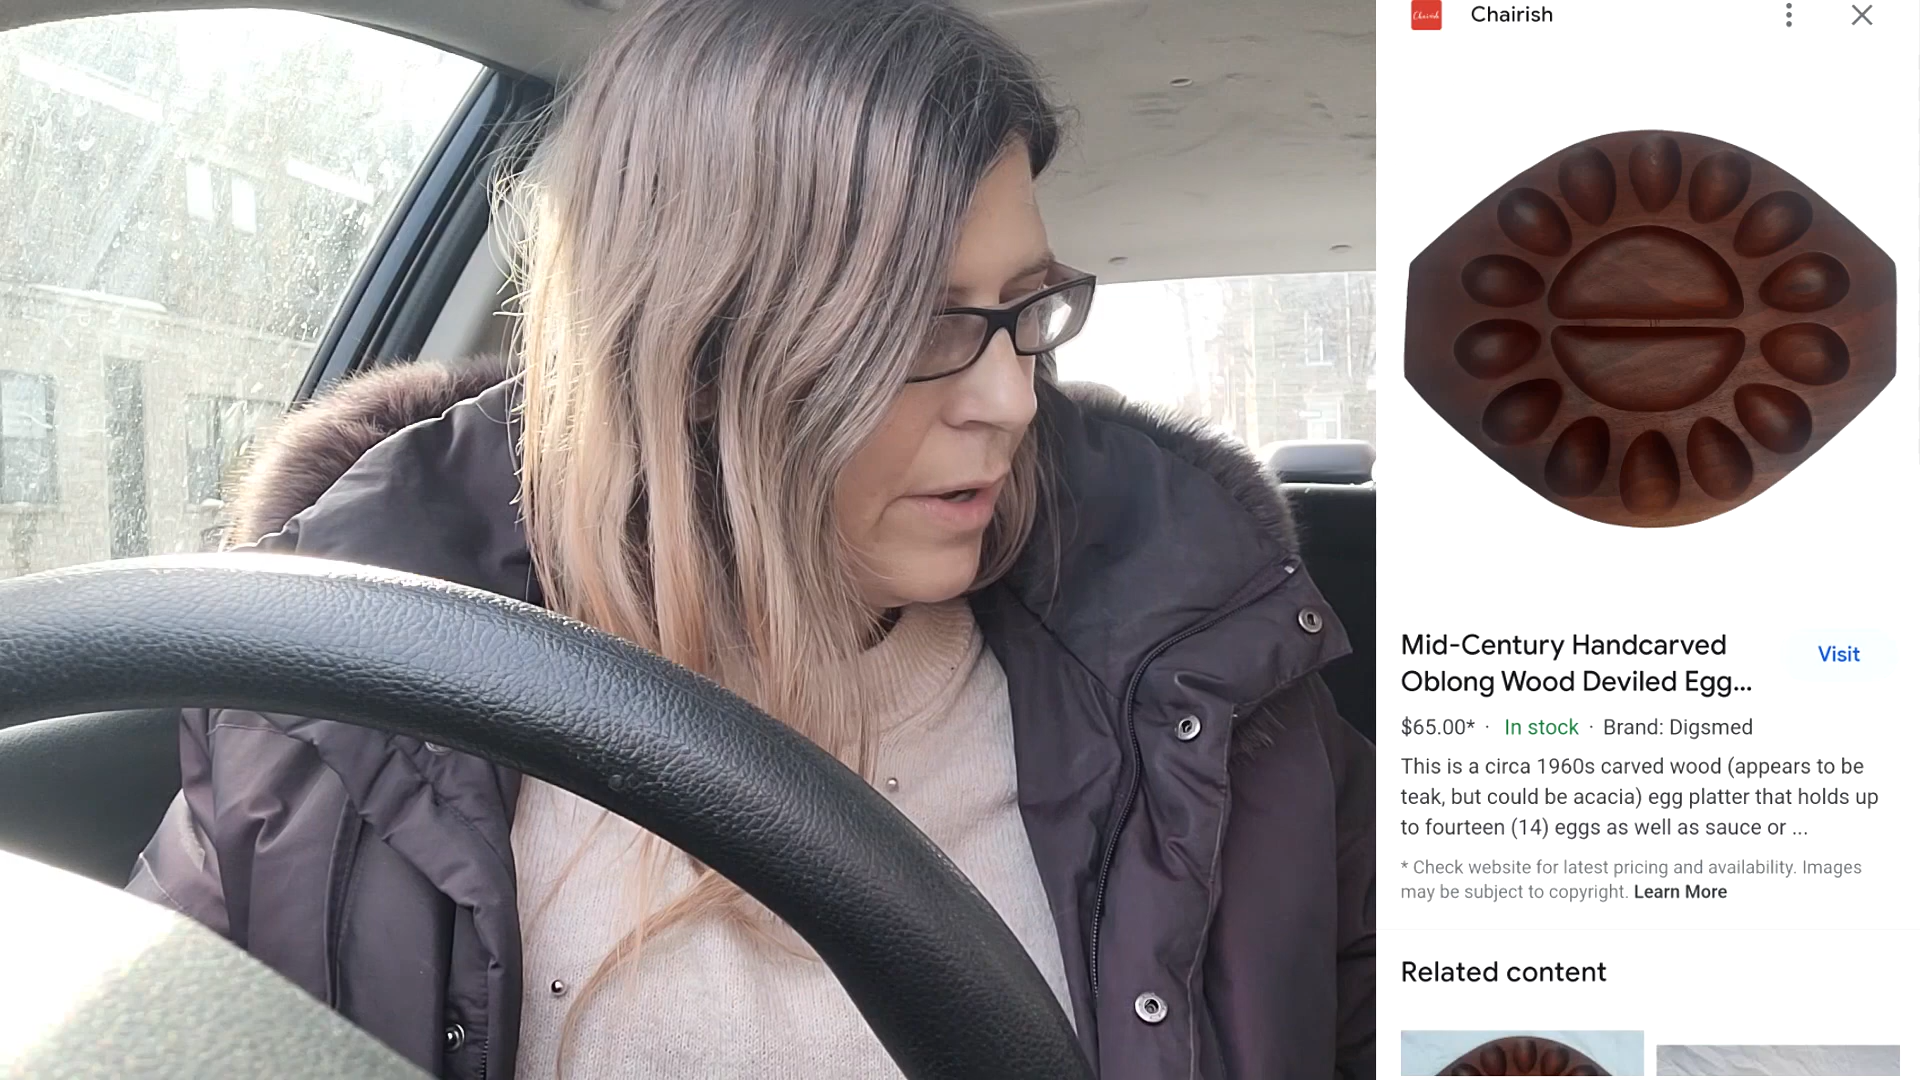 Chairish
Chairish
Mid-Century Handcarved
Oblong Wood Deviled Egg...
Visit
$65.00* · In stock · Brand: Digsmed
This is a circa 1960s carved wood (appears to be
teak, but could be acacia) egg platter that holds up
to fourteen (14) eggs as well as sauce or ...
* Check website for latest pricing and availability. Images
may be subject to copyright. Learn More
Related content